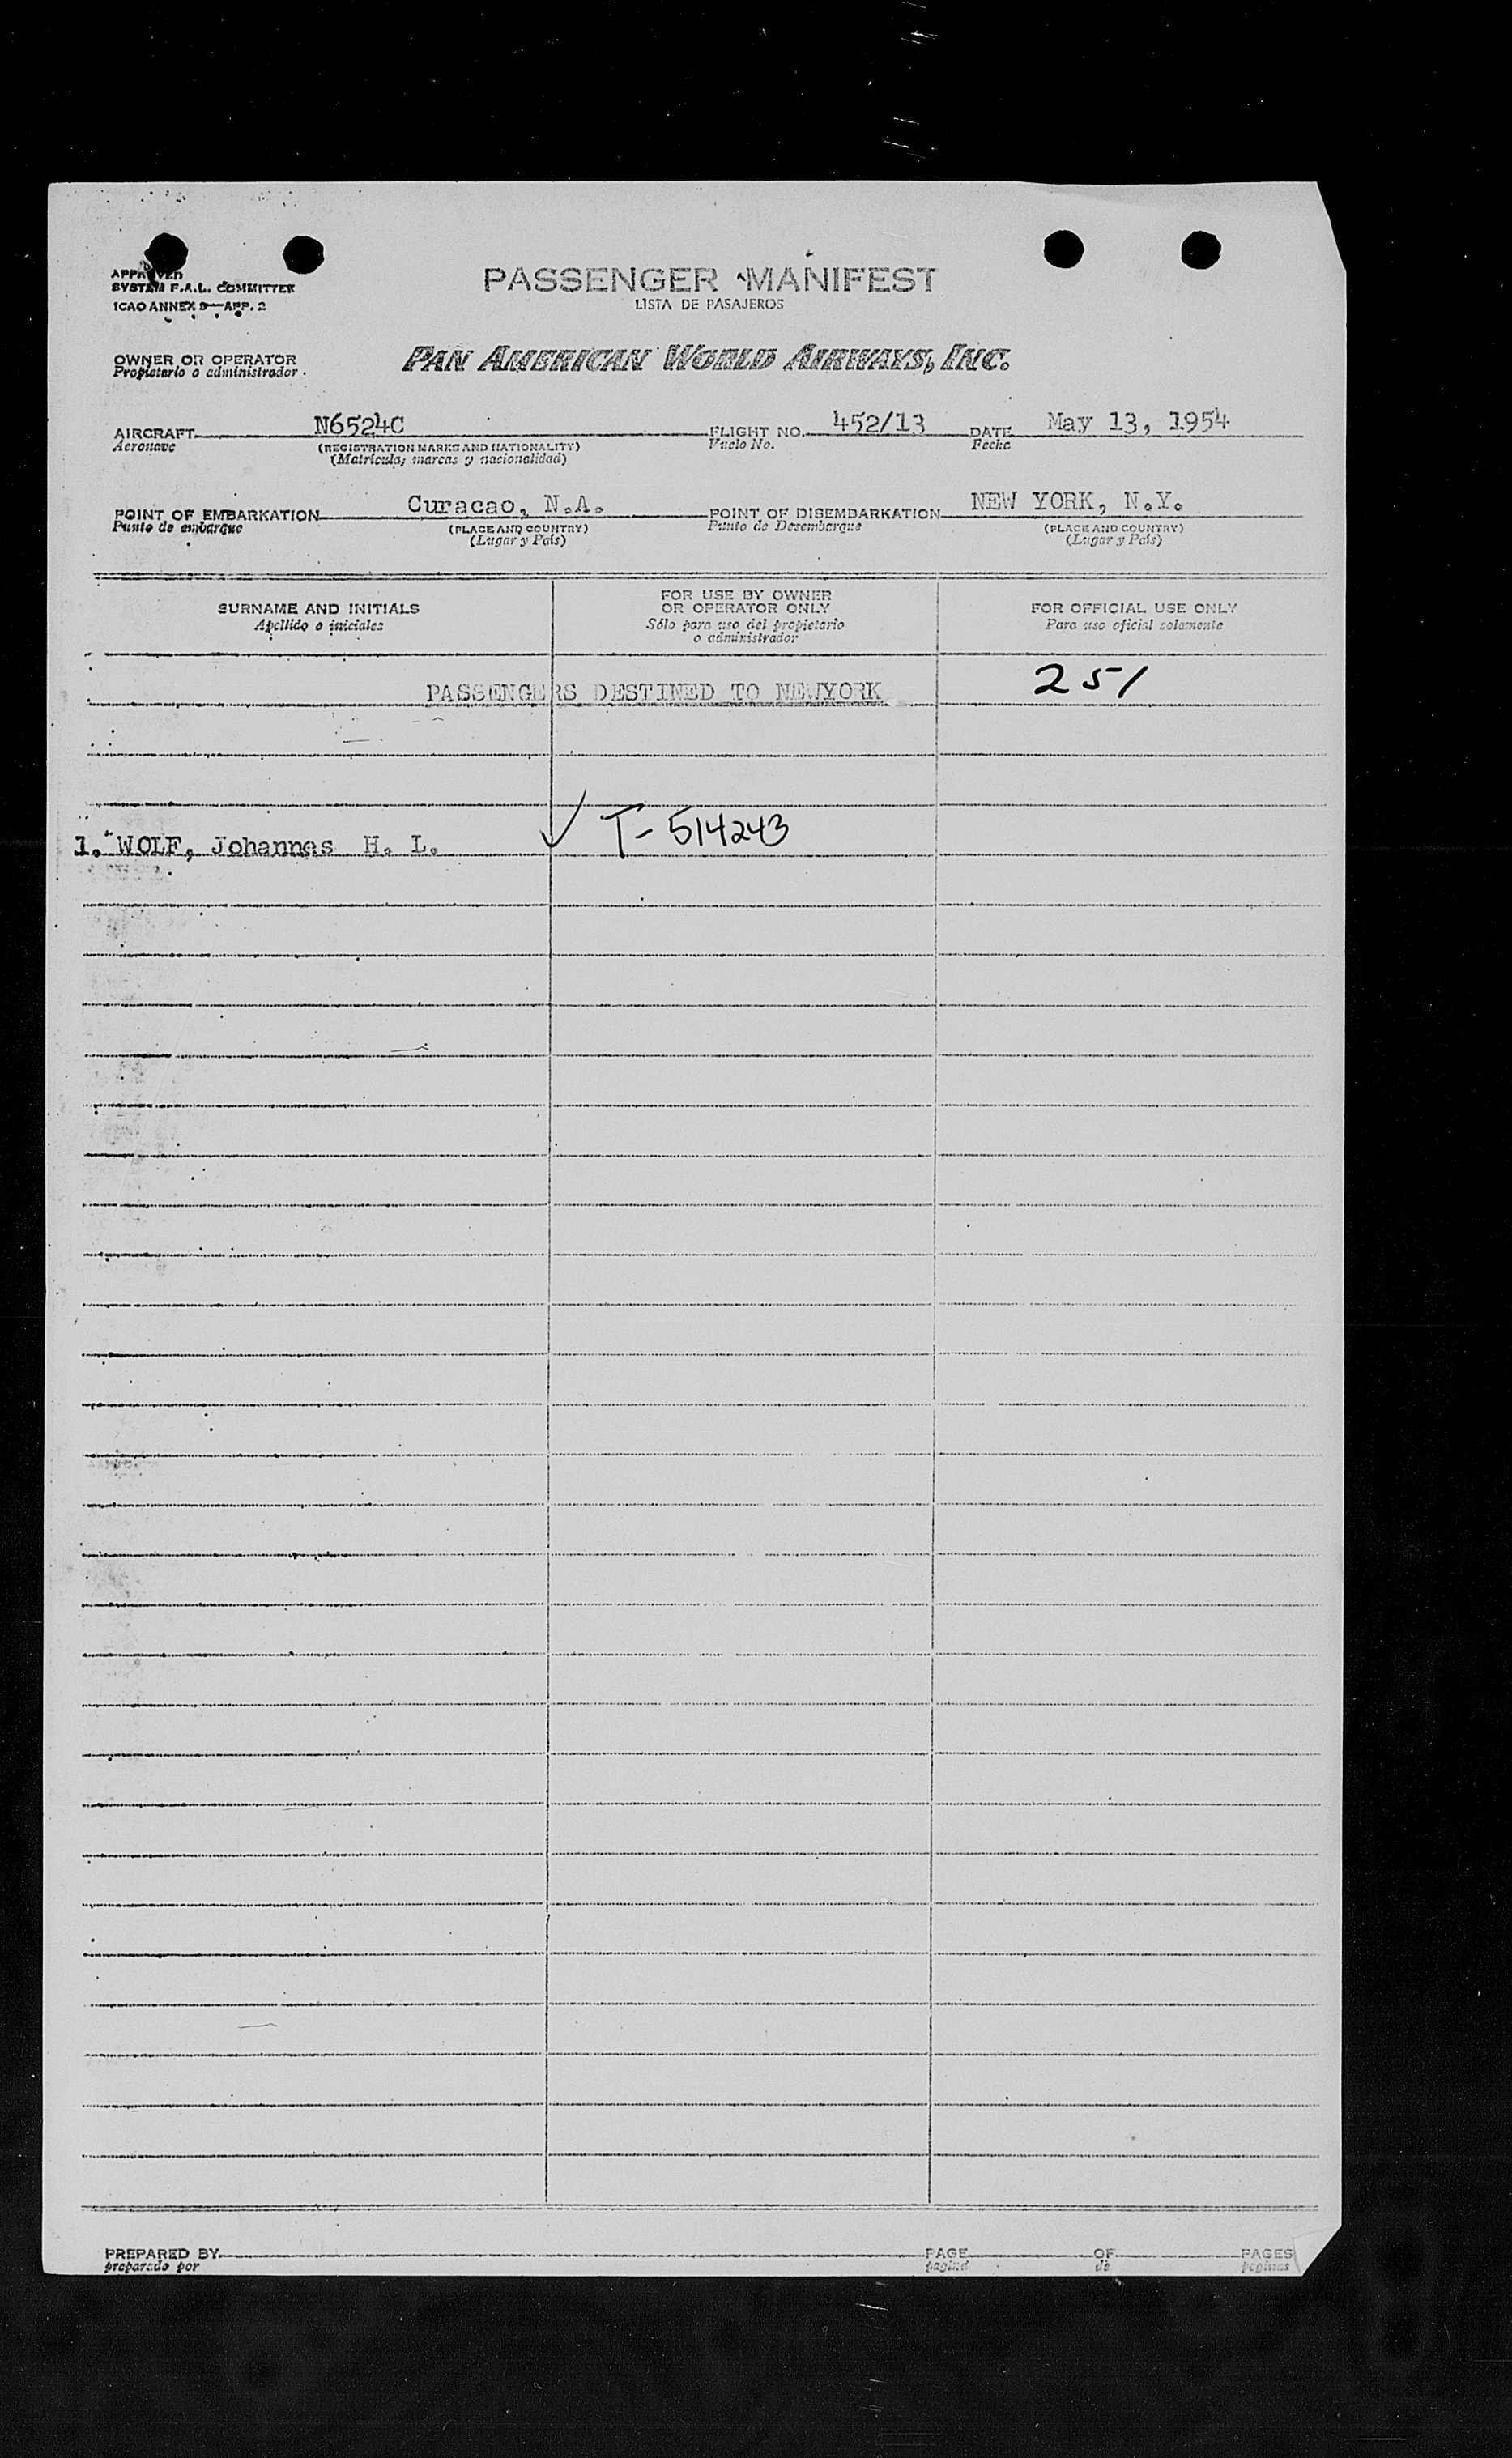 APPROVED
SYSTEM F.A.L. COMMITTEE
ICAO ANNEX 9—APP. 2
PASSENGER MANIFEST
LISTA DE PASAJEROS
OWNER OR OPERATOR
Propietario o administrador
PAN AMERICAN WORLD AIRWAYS, INC.
AIRCRAFT N6524C FLIGHT NO. 452/13 DATE May 13, 1954
Aeronave (REGISTRATION MARKS AND NATIONALITY) Vuelo No. Fecha
(Matricula, marcas y nacionalidad)
POINT OF EMBARKATION Curacao, N.A. POINT OF DISEMBARKATION NEW YORK, N.Y.
Punto de embarque (PLACE AND COUNTRY) Punto de Desembarque (PLACE AND COUNTRY)
(Lugar y País) (Lugar y País)
SURNAME AND INITIALS
Apellido e iniciales
FOR USE BY OWNER
OR OPERATOR ONLY
Sólo para uso del propietario
o administrador
FOR OFFICIAL USE ONLY
Para uso oficial solamente
PASSENGERS DESTINED TO NEWYORK 251
1. WOLF, Johannes H. L. ✓ T- 514243
PREPARED BY PAGE OF PAGES
preparado por pagina de paginas